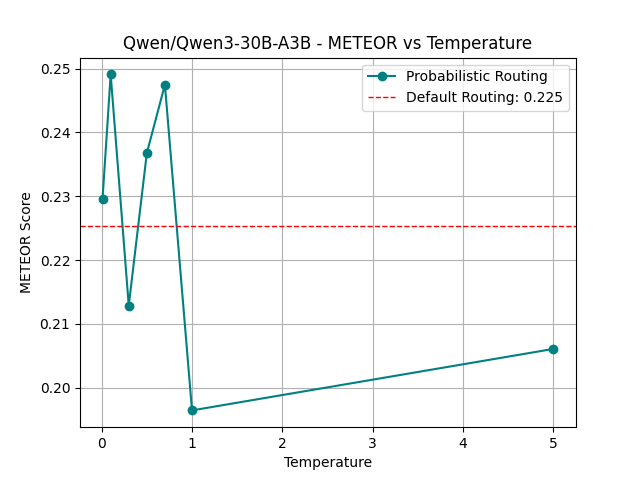 Qwen/Qwen3-30B-A3B - METEOR vs Temperature
Probabilistic Routing
Default Routing: 0.225
METEOR Score
0.25
0.24
0.23
0.22
0.21
0.20
0 1 2 3 4 5
Temperature